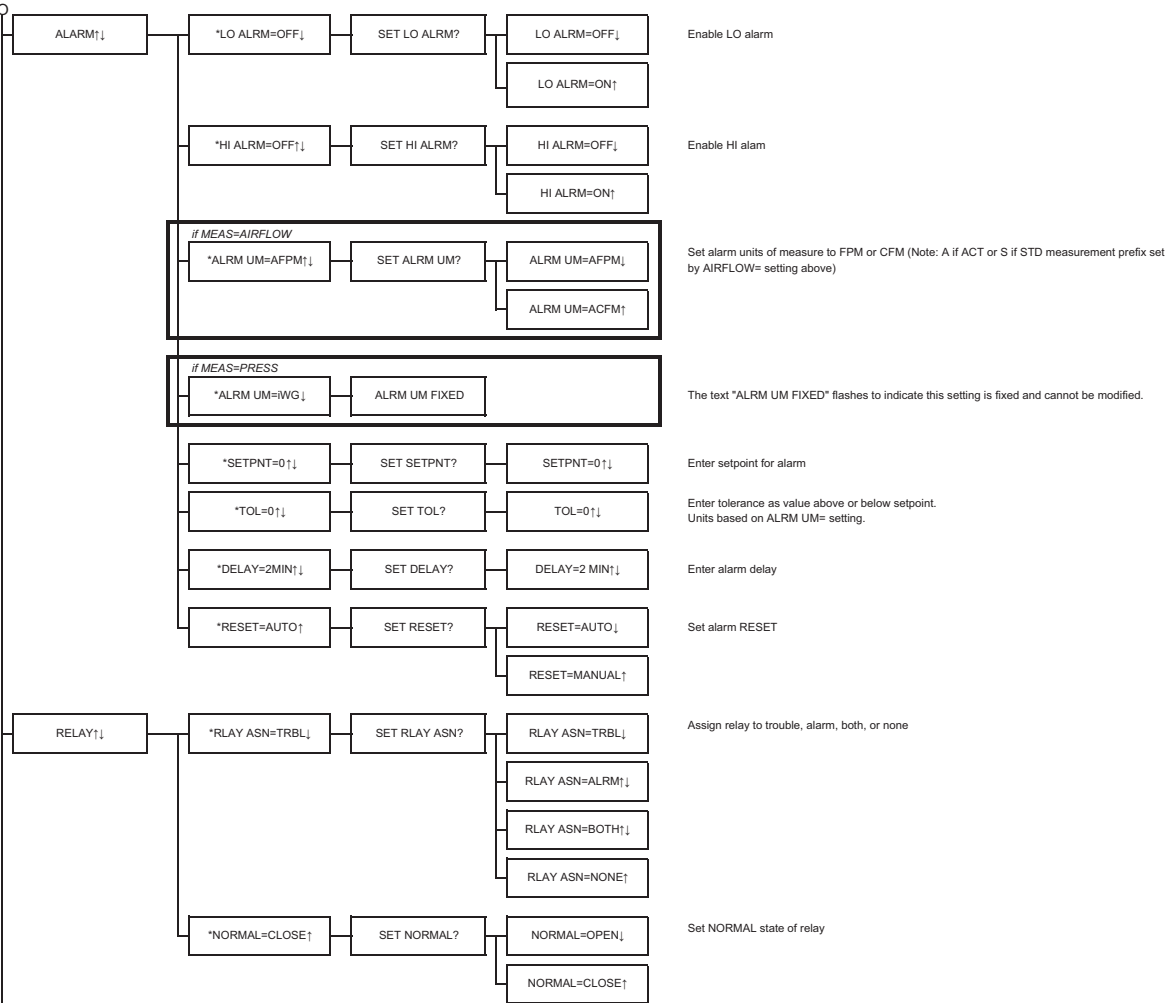 ALARM↑↓
*LO ALRM=OFF↓
SET LO ALRM?
LO ALRM=OFF↓
Enable LO alarm
LO ALRM=ON↑
*HI ALRM=OFF↑↓
SET HI ALRM?
HI ALRM=OFF↓
Enable HI alam
HI ALRM=ON↑
if MEAS=AIRFLOW
*ALRM UM=AFPM↑↓
SET ALRM UM?
ALRM UM=AFPM↓
Set alarm units of measure to FPM or CFM (Note: A if ACT or S if STD measurement prefix set
by AIRFLOW= setting above)
ALRM UM=ACFM↑
if MEAS=PRESS
*ALRM UM=iWG↓
ALRM UM FIXED
The text "ALRM UM FIXED" flashes to indicate this setting is fixed and cannot be modified.
*SETPNT=0↑↓
SET SETPNT?
SETPNT=0↑↓
Enter setpoint for alarm
*TOL=0↑↓
SET TOL?
TOL=0↑↓
Enter tolerance as value above or below setpoint.
Units based on ALRM UM= setting.
*DELAY=2MIN↑↓
SET DELAY?
DELAY=2 MIN↑↓
Enter alarm delay
*RESET=AUTO↑
SET RESET?
RESET=AUTO↓
Set alarm RESET
RESET=MANUAL↑
RELAY↑↓
*RLAY ASN=TRBL↓
SET RLAY ASN?
RLAY ASN=TRBL↓
Assign relay to trouble, alarm, both, or none
RLAY ASN=ALRM↑↓
RLAY ASN=BOTH↑↓
RLAY ASN=NONE↑
*NORMAL=CLOSE↑
SET NORMAL?
NORMAL=OPEN↓
Set NORMAL state of relay
NORMAL=CLOSE↑